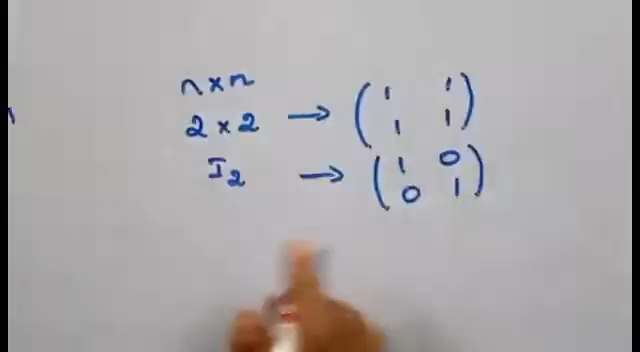 n×n
2×2 → (1 1
1 1)
I₂ → (1 0
0 1)